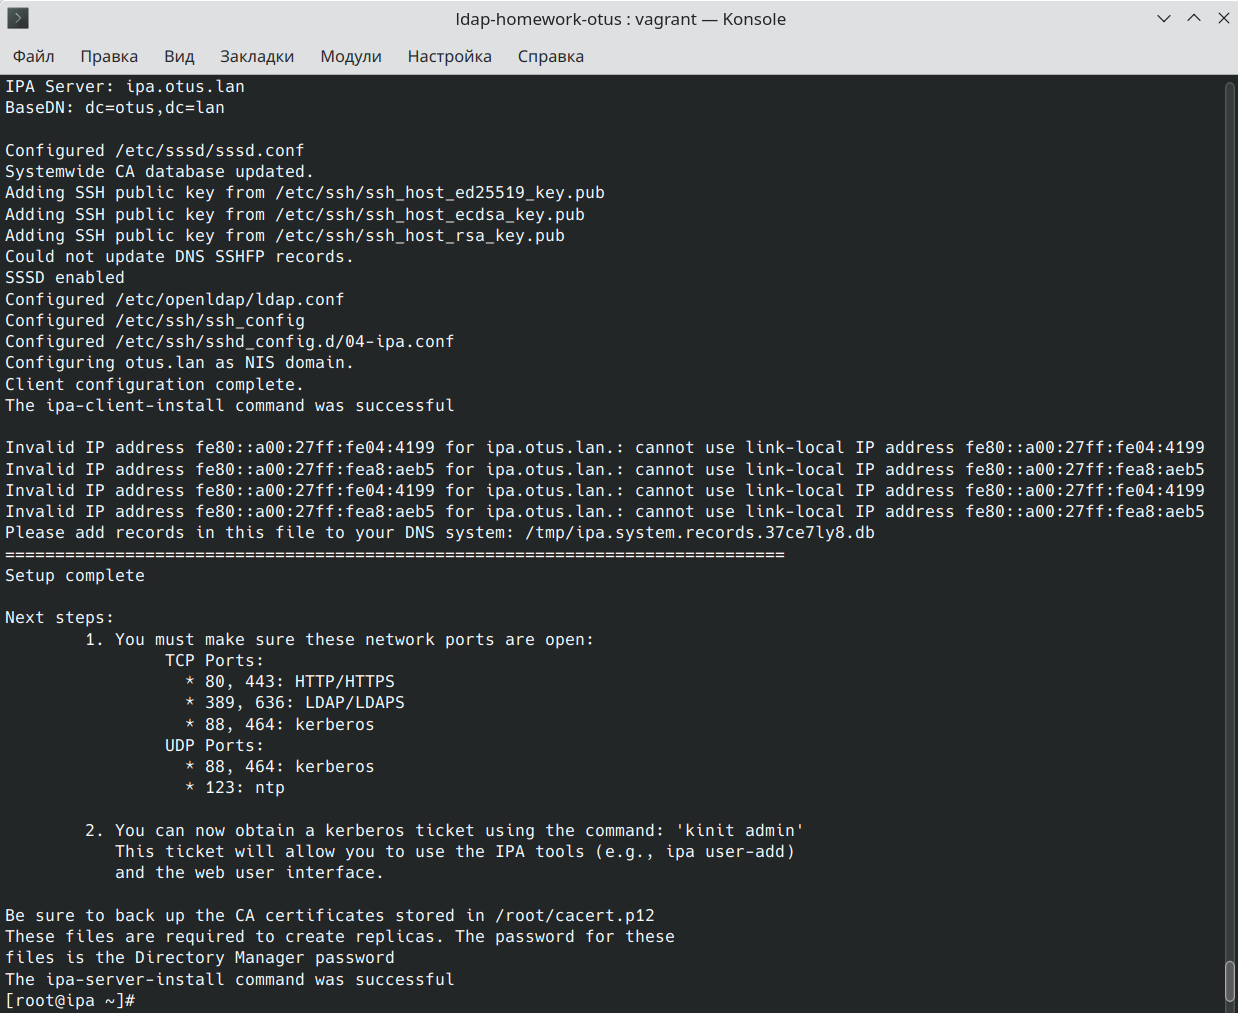 ldap-homework-otus : vagrant — Konsole
Файл Правка Вид Закладки Модули Настройка Справка
IPA Server: ipa.otus.lan
BaseDN: dc=otus,dc=lan
Configured /etc/sssd/sssd.conf
Systemwide CA database updated.
Adding SSH public key from /etc/ssh/ssh_host_ed25519_key.pub
Adding SSH public key from /etc/ssh/ssh_host_ecdsa_key.pub
Adding SSH public key from /etc/ssh/ssh_host_rsa_key.pub
Could not update DNS SSHFP records.
SSSD enabled
Configured /etc/openldap/ldap.conf
Configured /etc/ssh/ssh_config
Configured /etc/ssh/sshd_config.d/04-ipa.conf
Configuring otus.lan as NIS domain.
Client configuration complete.
The ipa-client-install command was successful
Invalid IP address fe80::a00:27ff:fe04:4199 for ipa.otus.lan.: cannot use link-local IP address fe80::a00:27ff:fe04:4199
Invalid IP address fe80::a00:27ff:fea8:aeb5 for ipa.otus.lan.: cannot use link-local IP address fe80::a00:27ff:fea8:aeb5
Invalid IP address fe80::a00:27ff:fe04:4199 for ipa.otus.lan.: cannot use link-local IP address fe80::a00:27ff:fe04:4199
Invalid IP address fe80::a00:27ff:fea8:aeb5 for ipa.otus.lan.: cannot use link-local IP address fe80::a00:27ff:fea8:aeb5
Please add records in this file to your DNS system: /tmp/ipa.system.records.37ce7ly8.db
==============================================================================
Setup complete
Next steps:
1. You must make sure these network ports are open:
TCP Ports:
* 80, 443: HTTP/HTTPS
* 389, 636: LDAP/LDAPS
* 88, 464: kerberos
UDP Ports:
* 88, 464: kerberos
* 123: ntp
2. You can now obtain a kerberos ticket using the command: 'kinit admin'
This ticket will allow you to use the IPA tools (e.g., ipa user-add)
and the web user interface.
Be sure to back up the CA certificates stored in /root/cacert.p12
These files are required to create replicas. The password for these
files is the Directory Manager password
The ipa-server-install command was successful
[root@ipa ~]#